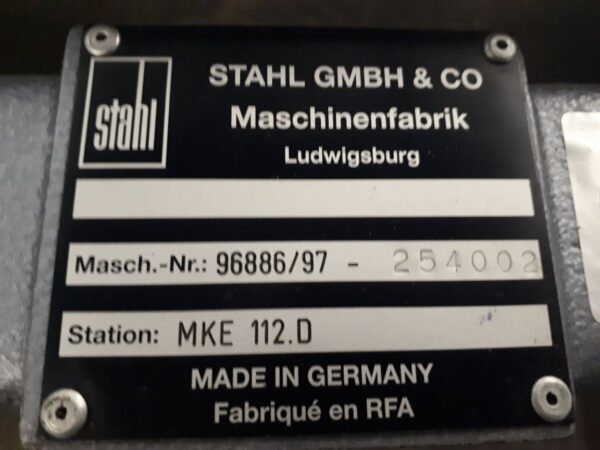 stahl
STAHL GMBH & CO
Maschinenfabrik
Ludwigsburg
Masch.-Nr.: 96886/97 - 254002
Station: MKE 112.D
MADE IN GERMANY
Fabriqué en RFA